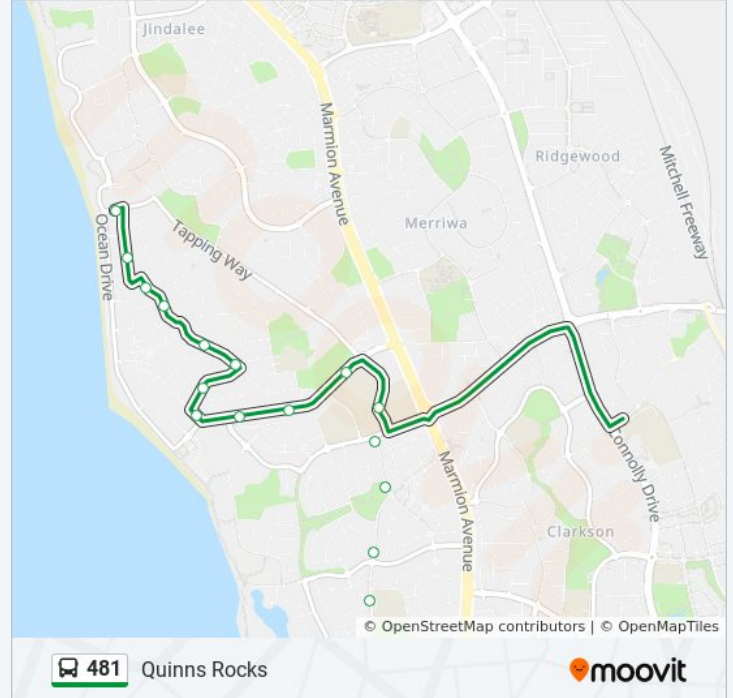 Jindalee
Marmion Avenue
Ridgewood
Mitchell Freeway
Merriwa
Ocean Drive
Tapping Way
Connolly Drive
Marmion Avenue
Clarkson
© OpenStreetMap contributors | © OpenMapTiles
481 Quinns Rocks
moovit